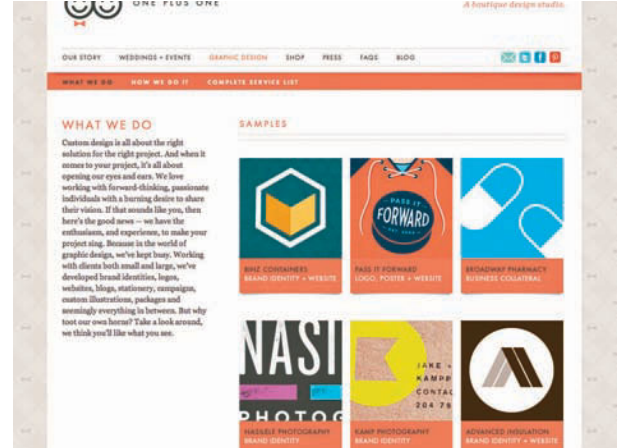 ONE PLUS ONE
A boutique design studio.
OUR STORY WEDDINGS + EVENTS GRAPHIC DESIGN SHOP PRESS FAQS BLOG
WHAT WE DO HOW WE DO IT COMPLETE SERVICE LIST
WHAT WE DO
Custom design is all about the right
solution for the right project. And when it
comes to your project, it's all about
opening our eyes and ears. We love
working with forward-thinking, passionate
individuals with a burning desire to share
their vision. If that sounds like you, then
here's the good news — we have the
enthusiasm, and experience, to make your
project sing. Because in the world of
graphic design, we've kept busy. Working
with clients both small and large, we've
developed brand identities, logos,
websites, blogs, stationery, campaigns,
custom illustrations, packages and
seemingly everything in between. But why
toot our own horns? Take a look around,
we think you'll like what you see.
SAMPLES
BINZ CONTAINERS
BRAND IDENTITY + WEBSITE
PASS IT
FORWARD
PASS IT FORWARD
LOGO, POSTER + WEBSITE
BROADWAY PHARMACY
BUSINESS COLLATERAL
NASI
PHOTOG
PHOTOGRAPHY
BRAND IDENTITY
JAKE
KAMPP
CONTAC
204
KAMP PHOTOGRAPHY
BRAND IDENTITY
ADVANCED INSULATION
BRAND IDENTITY + WEBSITE